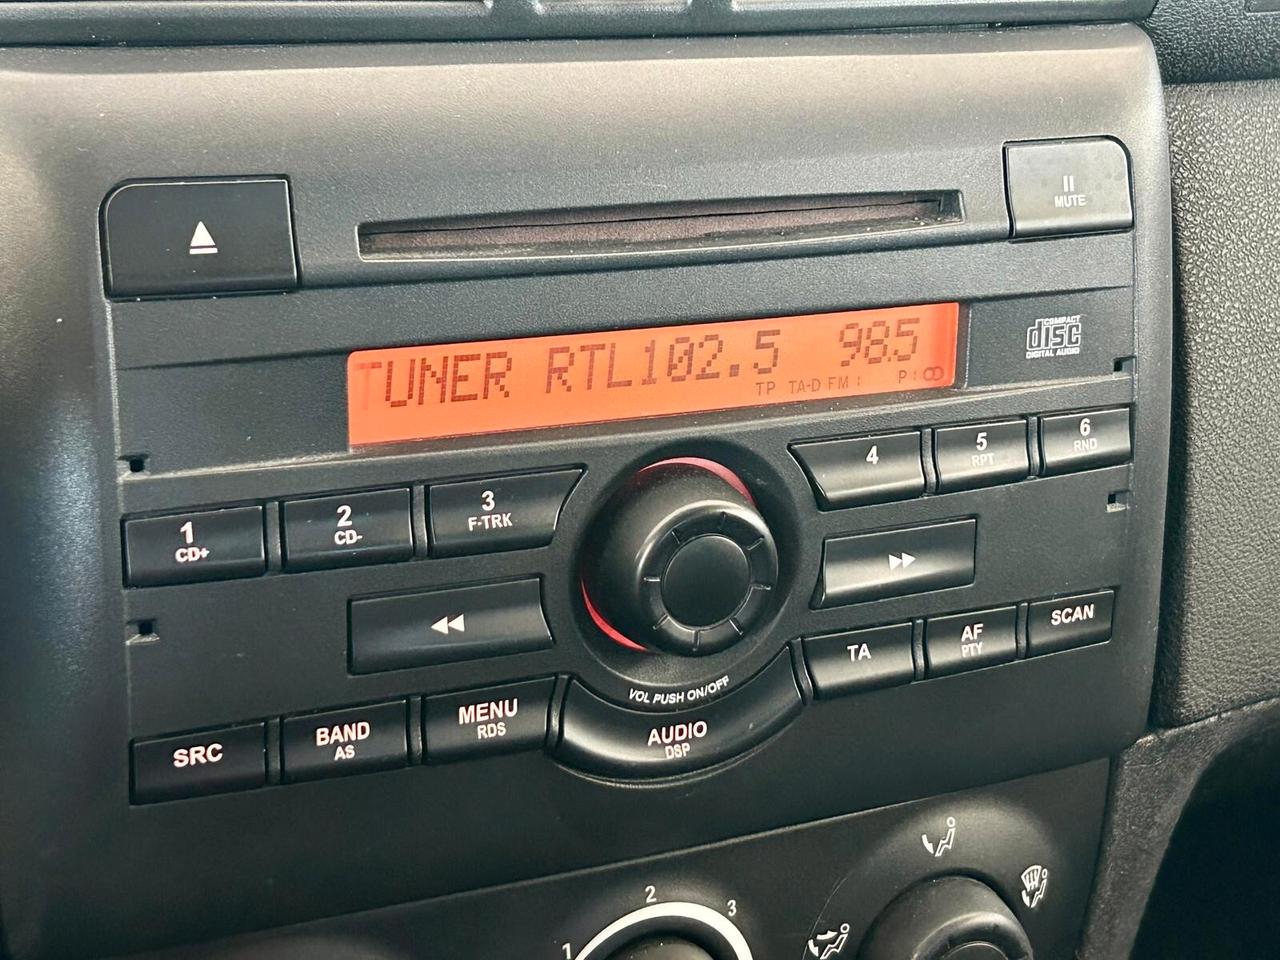 MUTE
COMPACT
disc
DIGITAL AUDIO
TUNER RTL102.5 98.5
TP TA-D FM P
1
CD+
2
CD-
3
F-TRK
4
5
RPT
6
RND
VOL PUSH ON/OFF
SRC
BAND
AS
MENU
RDS
AUDIO
DSP
TA
AF
PTY
SCAN
1
2
3